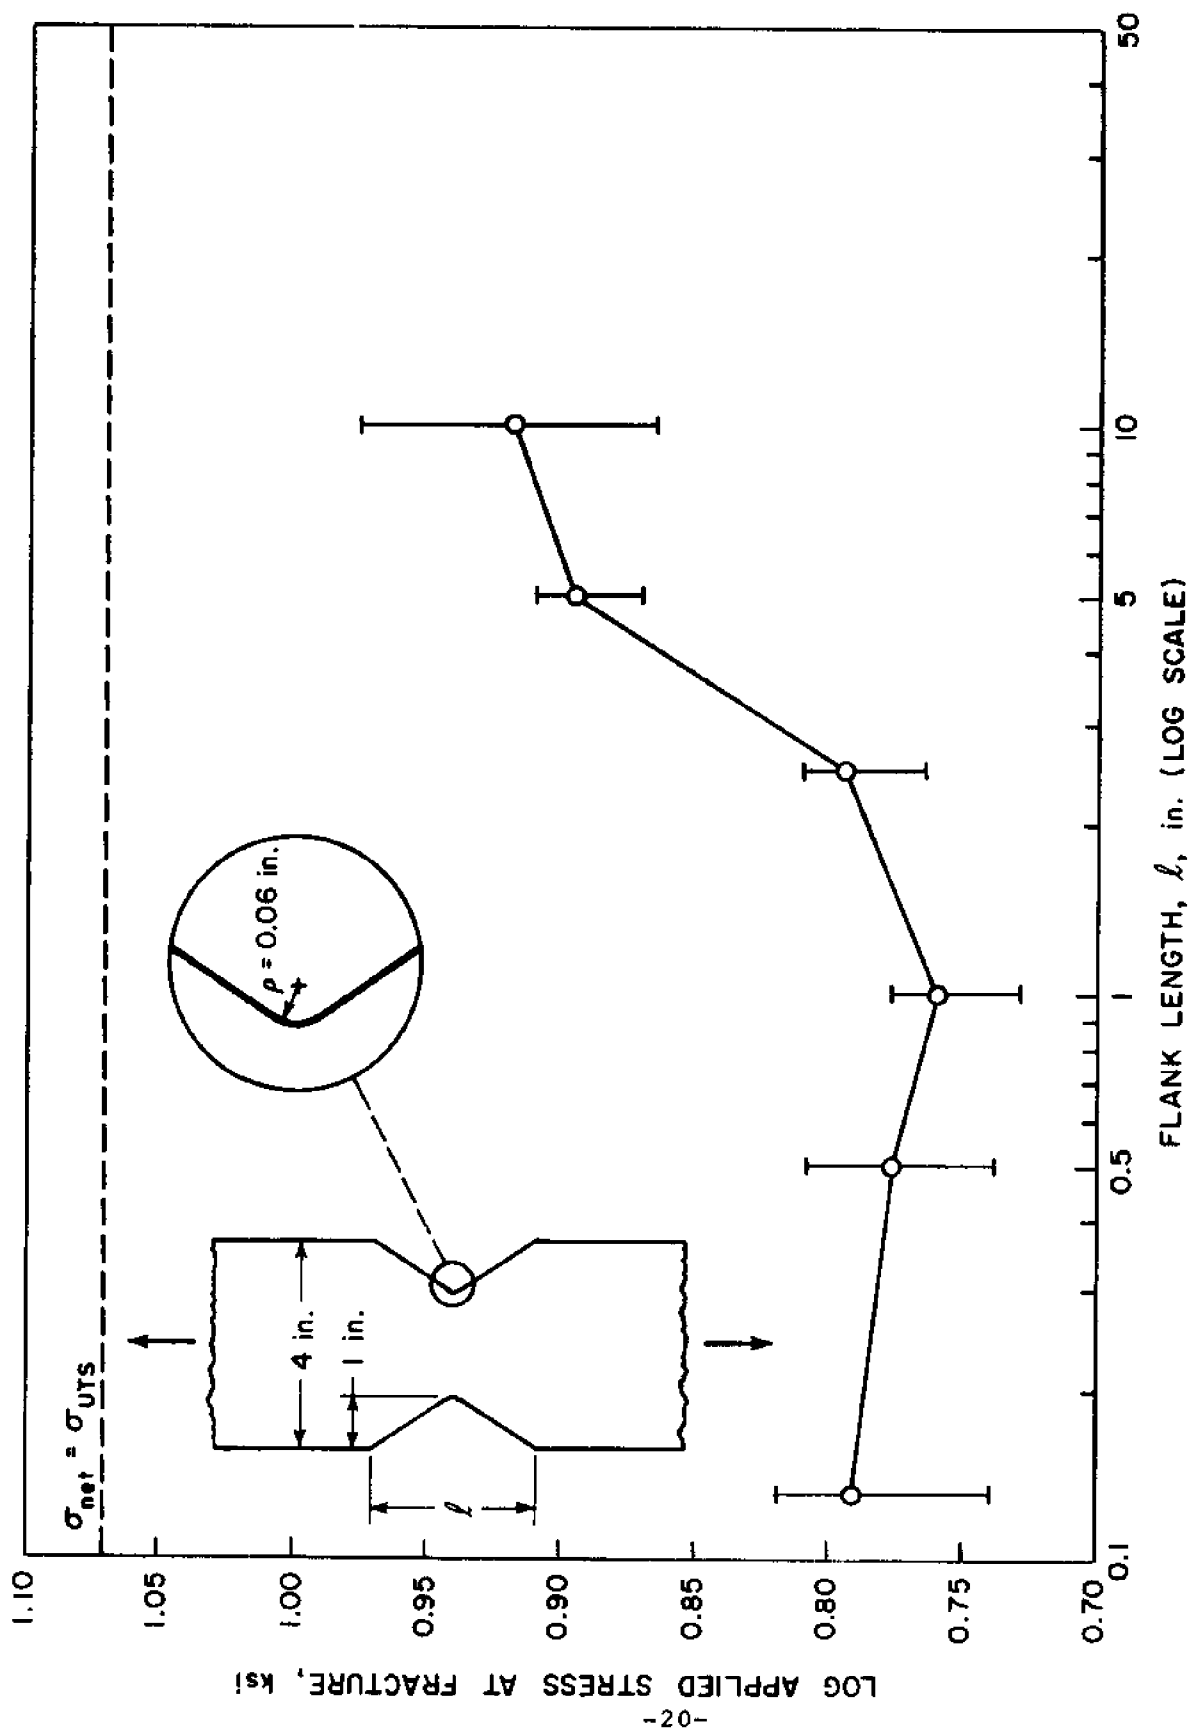 LOG APPLIED STRESS AT FRACTURE, ksi
1.10
1.05
1.00
0.95
0.90
0.85
0.80
0.75
0.70
σnet = σUTS
4 in.
1 in.
ℓ
ρ = 0.06 in.
0.1
0.5
1
5
10
50
FLANK LENGTH, ℓ, in. (LOG SCALE)
-20-